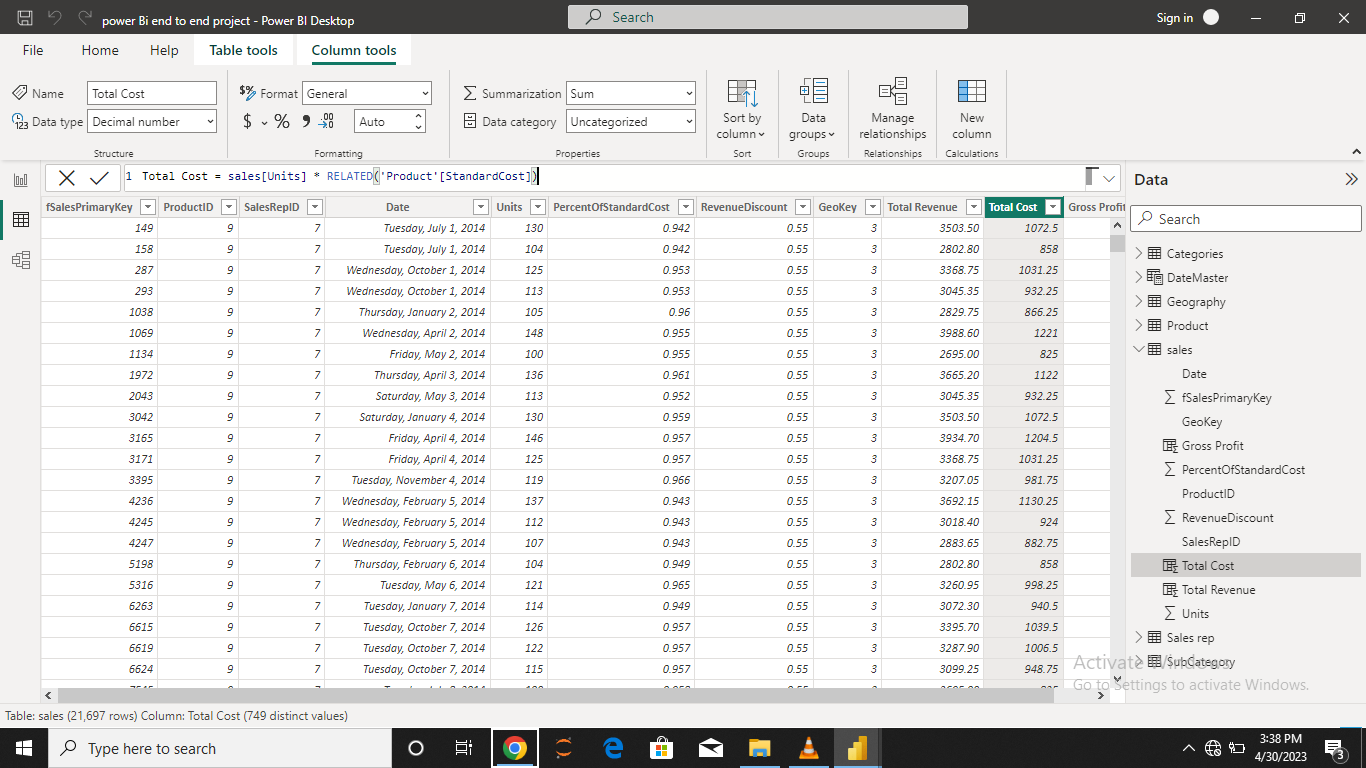 power Bi end to end project - Power BI Desktop
Search
Sign in
File Home Help Table tools Column tools
Name Total Cost
Data type Decimal number
Structure
$% Format General
$ % 9 .00 Auto
Formatting
Summarization Sum
Data category Uncategorized
Properties
Sort by
column
Sort
Data
groups
Groups
Manage
relationships
Relationships
New
column
Calculations
1 Total Cost = sales[Units] * RELATED('Product'[StandardCost])
fSalesPrimaryKey ProductID SalesRepID Date Units PercentOfStandardCost RevenueDiscount GeoKey Total Revenue Total Cost Gross Profit
149 9 7 Tuesday, July 1, 2014 130 0.942 0.55 3 3503.50 1072.5
158 9 7 Tuesday, July 1, 2014 104 0.942 0.55 3 2802.80 858
287 9 7 Wednesday, October 1, 2014 125 0.953 0.55 3 3368.75 1031.25
293 9 7 Wednesday, October 1, 2014 113 0.953 0.55 3 3045.35 932.25
1038 9 7 Thursday, January 2, 2014 105 0.96 0.55 3 2829.75 866.25
1069 9 7 Wednesday, April 2, 2014 148 0.955 0.55 3 3988.60 1221
1134 9 7 Friday, May 2, 2014 100 0.955 0.55 3 2695.00 825
1972 9 7 Thursday, April 3, 2014 136 0.961 0.55 3 3665.20 1122
2043 9 7 Saturday, May 3, 2014 113 0.952 0.55 3 3045.35 932.25
3042 9 7 Saturday, January 4, 2014 130 0.959 0.55 3 3503.50 1072.5
3165 9 7 Friday, April 4, 2014 146 0.957 0.55 3 3934.70 1204.5
3171 9 7 Friday, April 4, 2014 125 0.957 0.55 3 3368.75 1031.25
3395 9 7 Tuesday, November 4, 2014 119 0.966 0.55 3 3207.05 981.75
4236 9 7 Wednesday, February 5, 2014 137 0.943 0.55 3 3692.15 1130.25
4245 9 7 Wednesday, February 5, 2014 112 0.943 0.55 3 3018.40 924
4247 9 7 Wednesday, February 5, 2014 107 0.943 0.55 3 2883.65 882.75
5198 9 7 Thursday, February 6, 2014 104 0.949 0.55 3 2802.80 858
5316 9 7 Tuesday, May 6, 2014 121 0.965 0.55 3 3260.95 998.25
6263 9 7 Tuesday, January 7, 2014 114 0.949 0.55 3 3072.30 940.5
6615 9 7 Tuesday, October 7, 2014 126 0.957 0.55 3 3395.70 1039.5
6619 9 7 Tuesday, October 7, 2014 122 0.957 0.55 3 3287.90 1006.5
6624 9 7 Tuesday, October 7, 2014 115 0.957 0.55 3 3099.25 948.75
Data
Search
Categories
DateMaster
Geography
Product
sales
Date
fSalesPrimaryKey
GeoKey
Gross Profit
PercentOfStandardCost
ProductID
RevenueDiscount
SalesRepID
Total Cost
Total Revenue
Units
Sales rep
SubCategory
Activate Windows
Go to Settings to activate Windows.
Table: sales (21,697 rows) Column: Total Cost (749 distinct values)
Type here to search
3:38 PM
4/30/2023
3